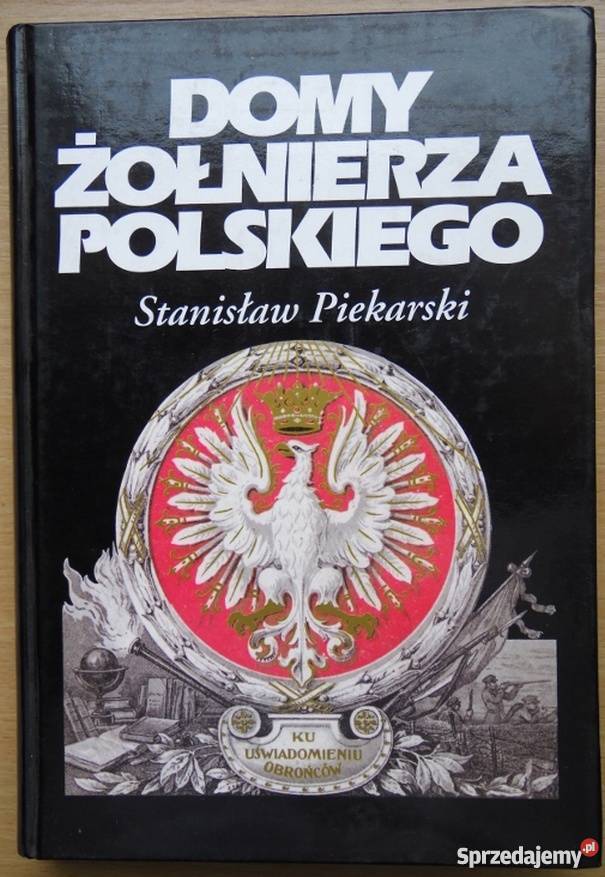 DOMY
ŻOŁNIERZA
POLSKIEGO
Stanisław Piekarski
KU
UŚWIADOMIENIU
OBROŃCÓW
Sprzedajemy.pl